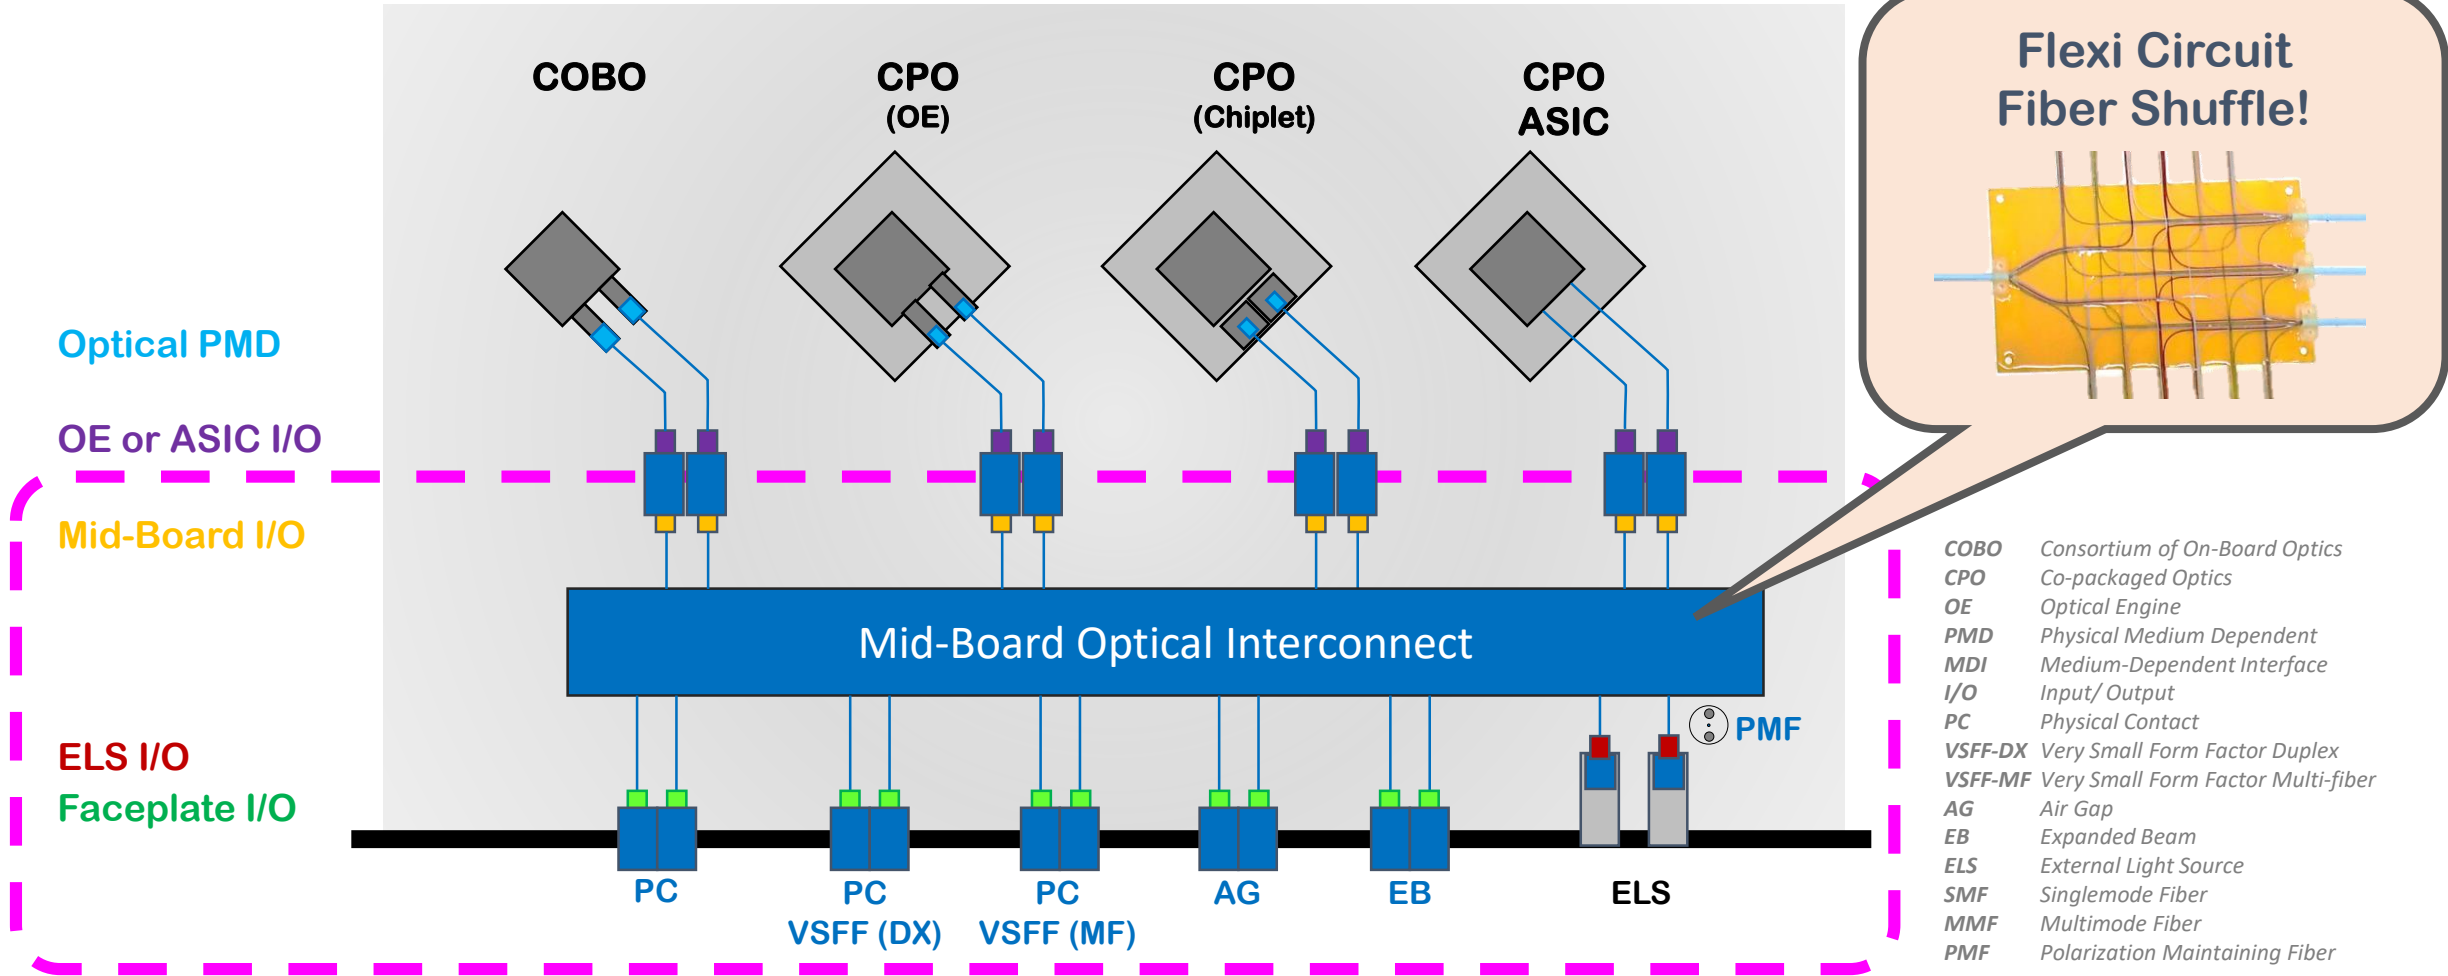 COBO
CPO
(OE)
CPO
(Chiplet)
CPO
ASIC
Flexi Circuit
Fiber Shuffle!
Optical PMD
OE or ASIC I/O
Mid-Board I/O
Mid-Board Optical Interconnect
PMF
ELS I/O
Faceplate I/O
PC
PC
VSFF (DX)
PC
VSFF (MF)
AG
EB
ELS
COBO Consortium of On-Board Optics
CPO Co-packaged Optics
OE Optical Engine
PMD Physical Medium Dependent
MDI Medium-Dependent Interface
I/O Input/ Output
PC Physical Contact
VSFF-DX Very Small Form Factor Duplex
VSFF-MF Very Small Form Factor Multi-fiber
AG Air Gap
EB Expanded Beam
ELS External Light Source
SMF Singlemode Fiber
MMF Multimode Fiber
PMF Polarization Maintaining Fiber